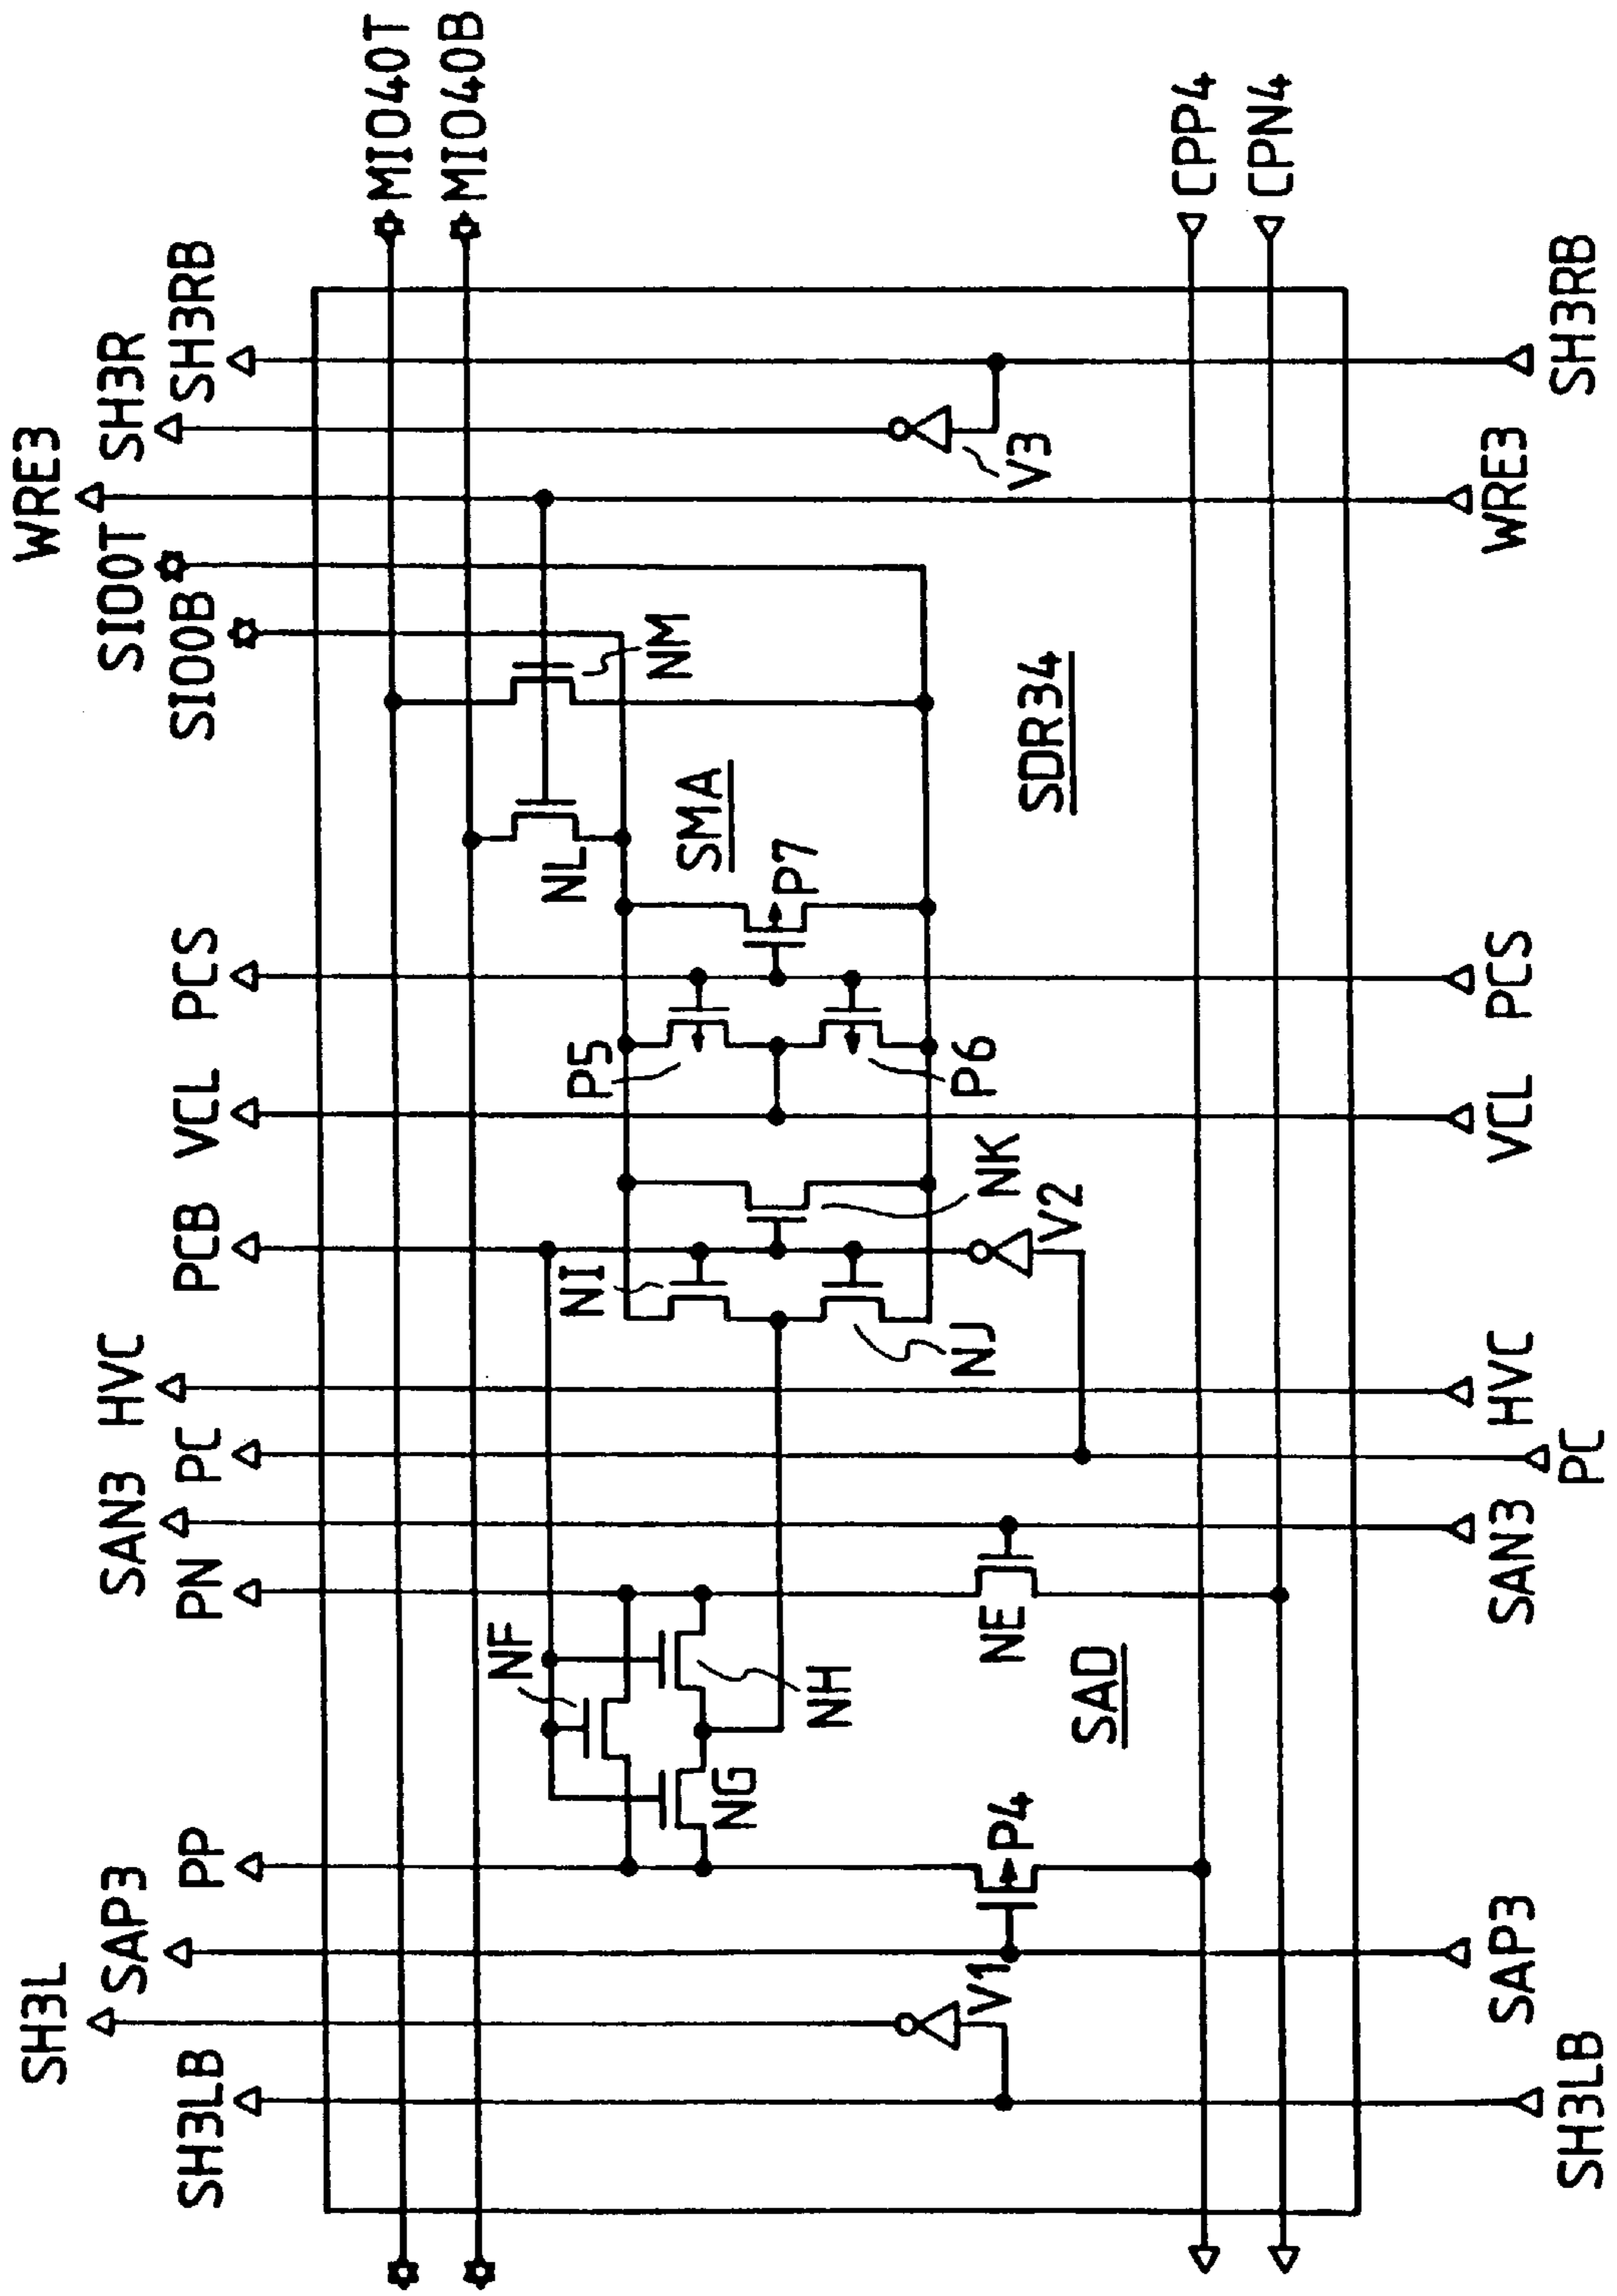 SH3L
SH3LB
SAP3
PP
PN
SAN3
PC
HVC
PCB
VCL
PCS
SIO0B
SIO0T
WRE3
SH3R
SH3RB
MIO40T
MIO40B
NF
NG
NH
NI
NJ
NK
P5
P6
P7
SMA
NL
NM
V1
P4
SAD
NE
V2
SDR34
V3
CPP4
CPN4
SH3LB
SAP3
SAN3
PC
HVC
VCL
PCS
WRE3
SH3RB